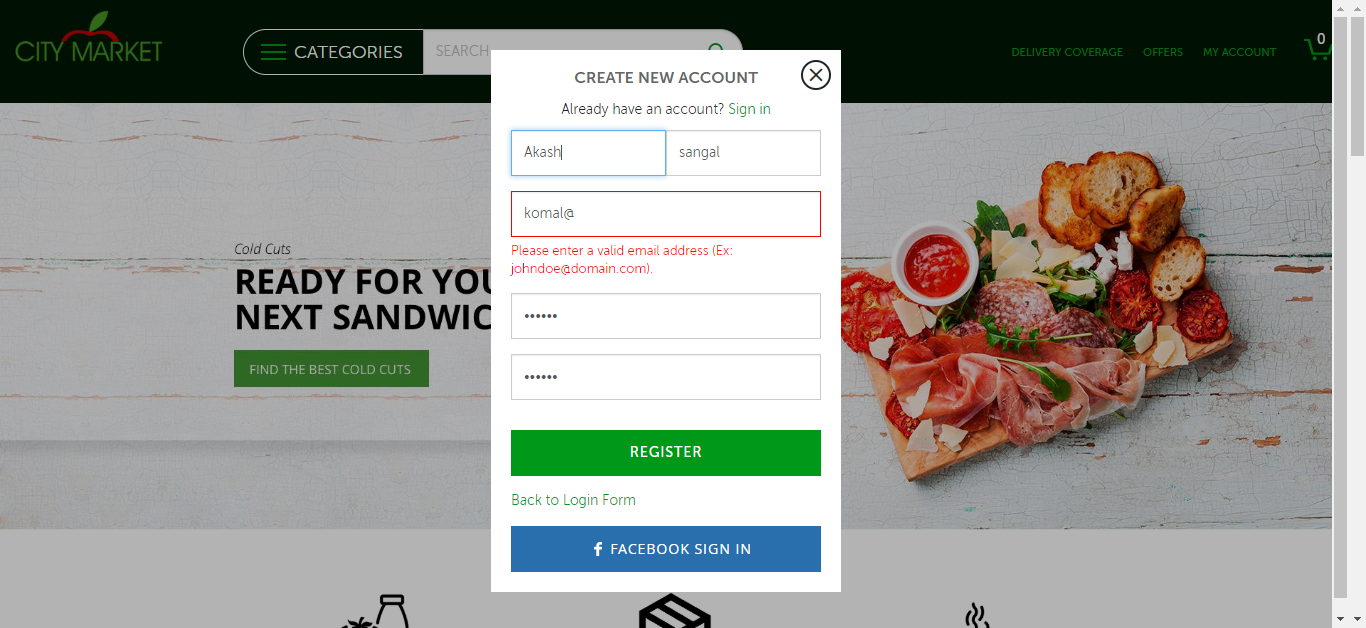 CITY MARKET
CATEGORIES
SEARCH
DELIVERY COVERAGE
OFFERS
MY ACCOUNT
0
CREATE NEW ACCOUNT
Already have an account? Sign in
Akash
sangal
komal@
Please enter a valid email address (Ex:
johndoe@domain.com).
••••••
••••••
REGISTER
Back to Login Form
FACEBOOK SIGN IN
Cold Cuts
READY FOR YOU
NEXT SANDWIC
FIND THE BEST COLD CUTS